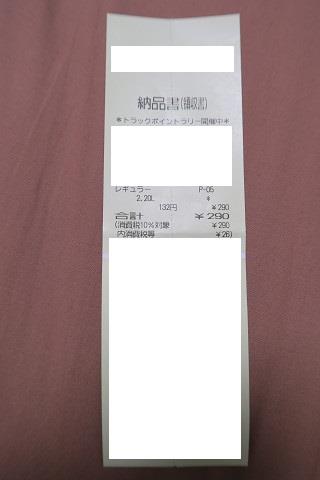 納品書(領収書)
*トラックポイントラリー開催中*
レギュラー P-05
2.20L *
132円 ¥290
合計 ¥290
(消費税10%対象 ¥290
内消費税等 ¥26)